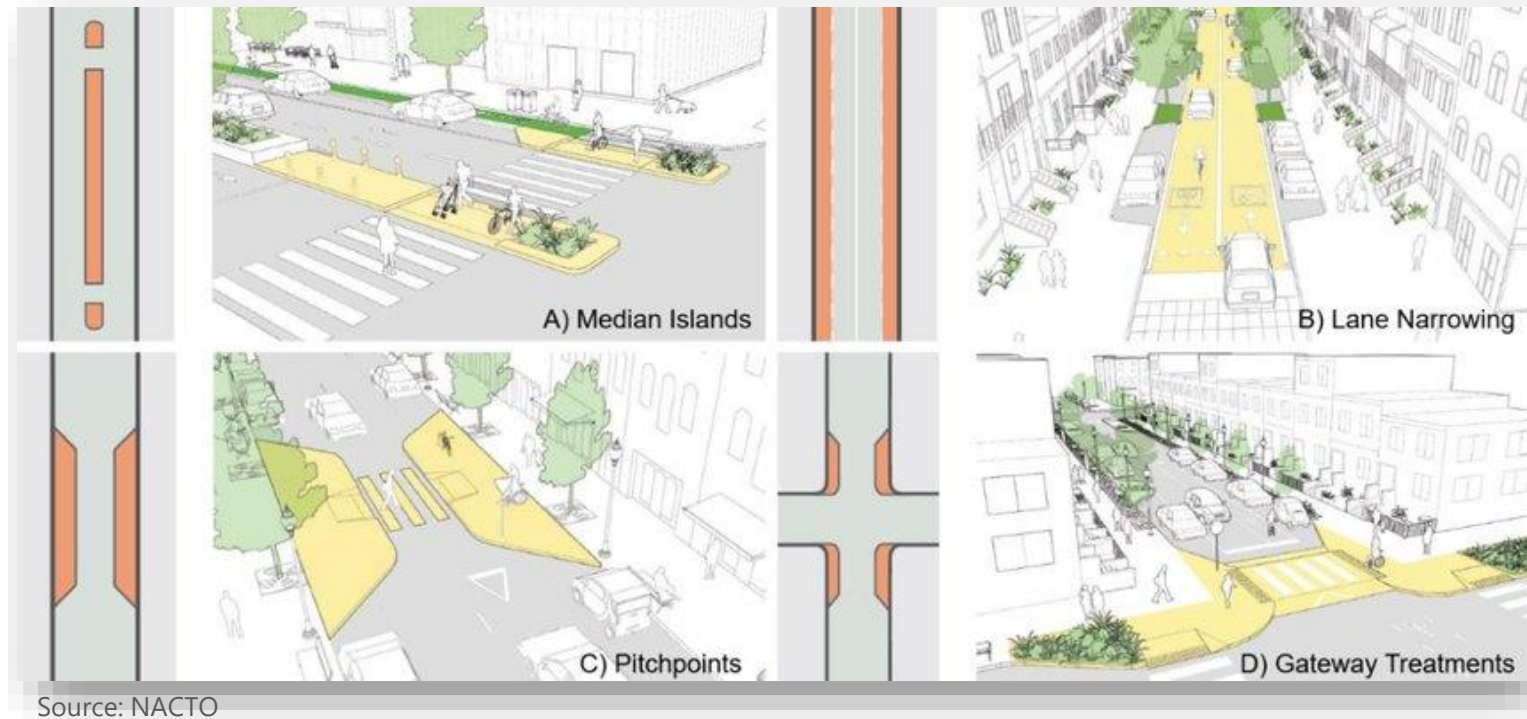 A) Median Islands
B) Lane Narrowing
C) Pitchpoints
D) Gateway Treatments
Source: NACTO